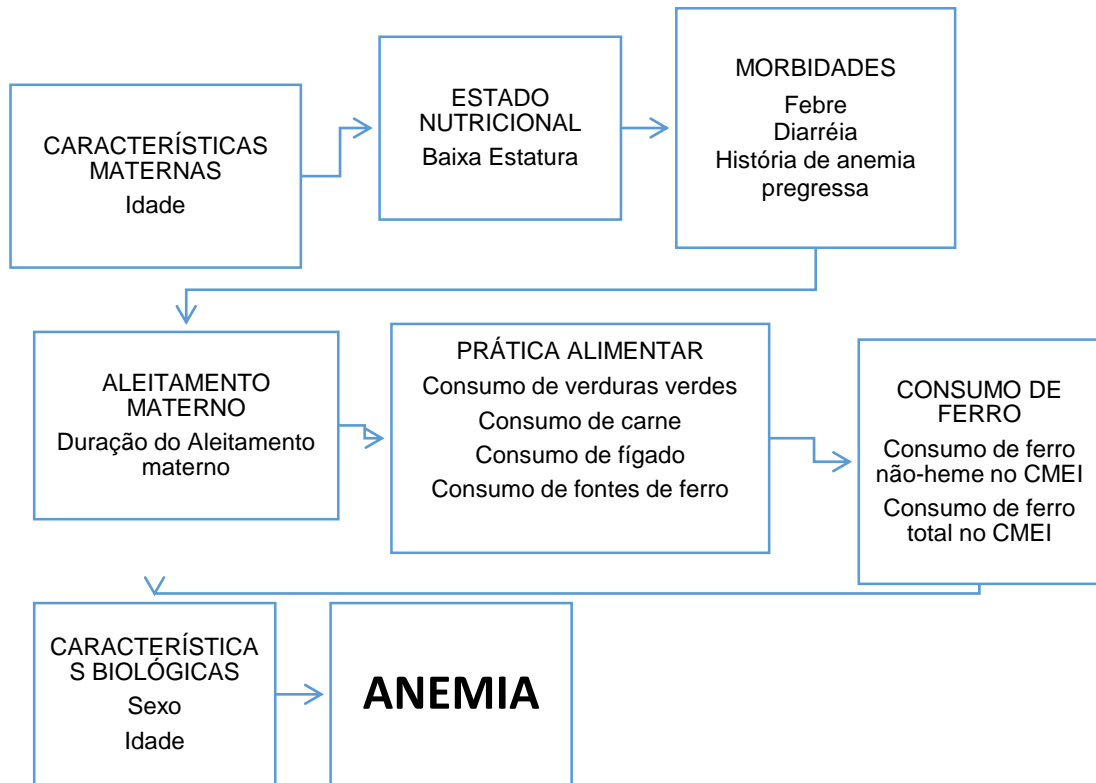 CARACTERÍSTICAS
MATERNAS
Idade
ESTADO
NUTRICIONAL
Baixa Estatura
MORBIDADES
Febre
Diarréia
História de anemia
pregressa
ALEITAMENTO
MATERNO
Duração do Aleitamento
materno
PRÁTICA ALIMENTAR
Consumo de verduras verdes
Consumo de carne
Consumo de fígado
Consumo de fontes de ferro
CONSUMO DE
FERRO
Consumo de ferro
não-heme no CMEI
Consumo de ferro
total no CMEI
CARACTERÍSTICA
S BIOLÓGICAS
Sexo
Idade
ANEMIA